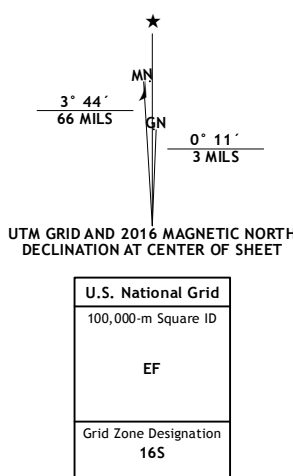 ★
MN
3° 44´
66 MILS
GN
0° 11´
3 MILS
UTM GRID AND 2016 MAGNETIC NORTH
DECLINATION AT CENTER OF SHEET
U.S. National Grid
100,000-m Square ID
EF
Grid Zone Designation
16S